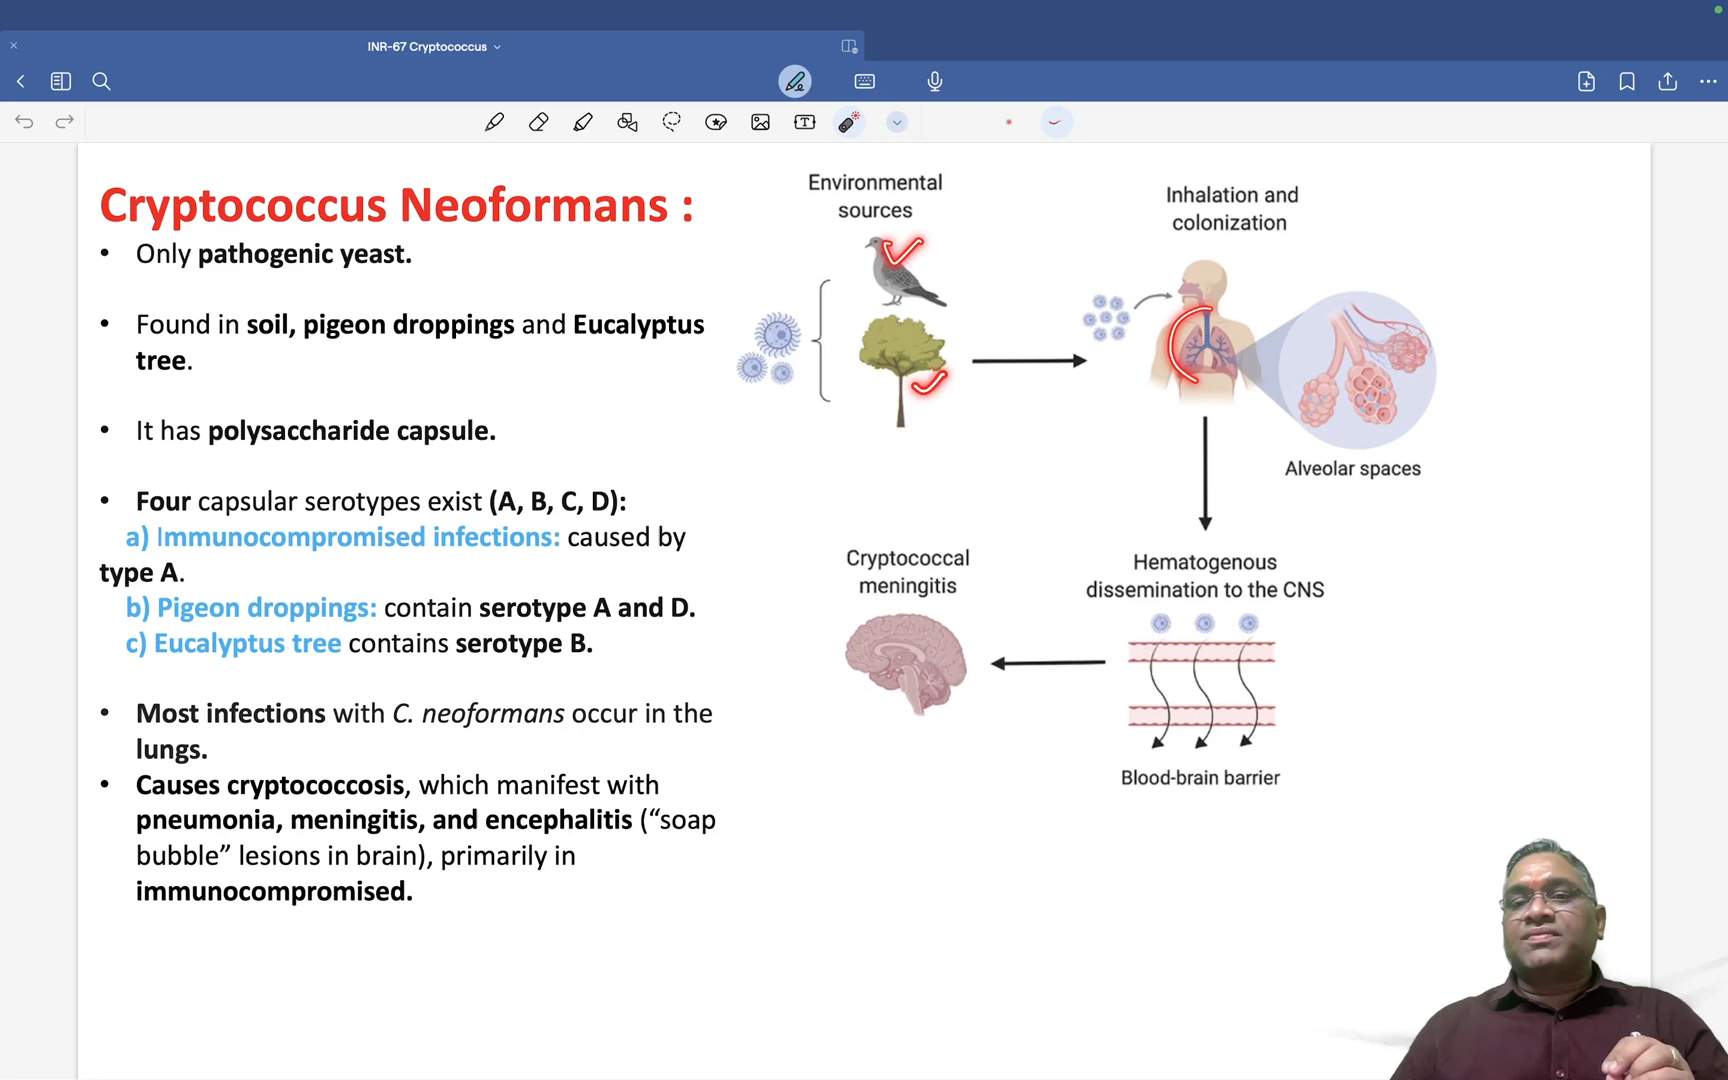 INR-67 Cryptococcus
Cryptococcus Neoformans :
• Only pathogenic yeast.
• Found in soil, pigeon droppings and Eucalyptus
tree.
• It has polysaccharide capsule.
• Four capsular serotypes exist (A, B, C, D):
a) Immunocompromised infections: caused by
type A.
b) Pigeon droppings: contain serotype A and D.
c) Eucalyptus tree contains serotype B.
• Most infections with C. neoformans occur in the
lungs.
• Causes cryptococcosis, which manifest with
pneumonia, meningitis, and encephalitis (“soap
bubble” lesions in brain), primarily in
immunocompromised.
Environmental
sources
Inhalation and
colonization
Alveolar spaces
Hematogenous
dissemination to the CNS
Blood-brain barrier
Cryptococcal
meningitis